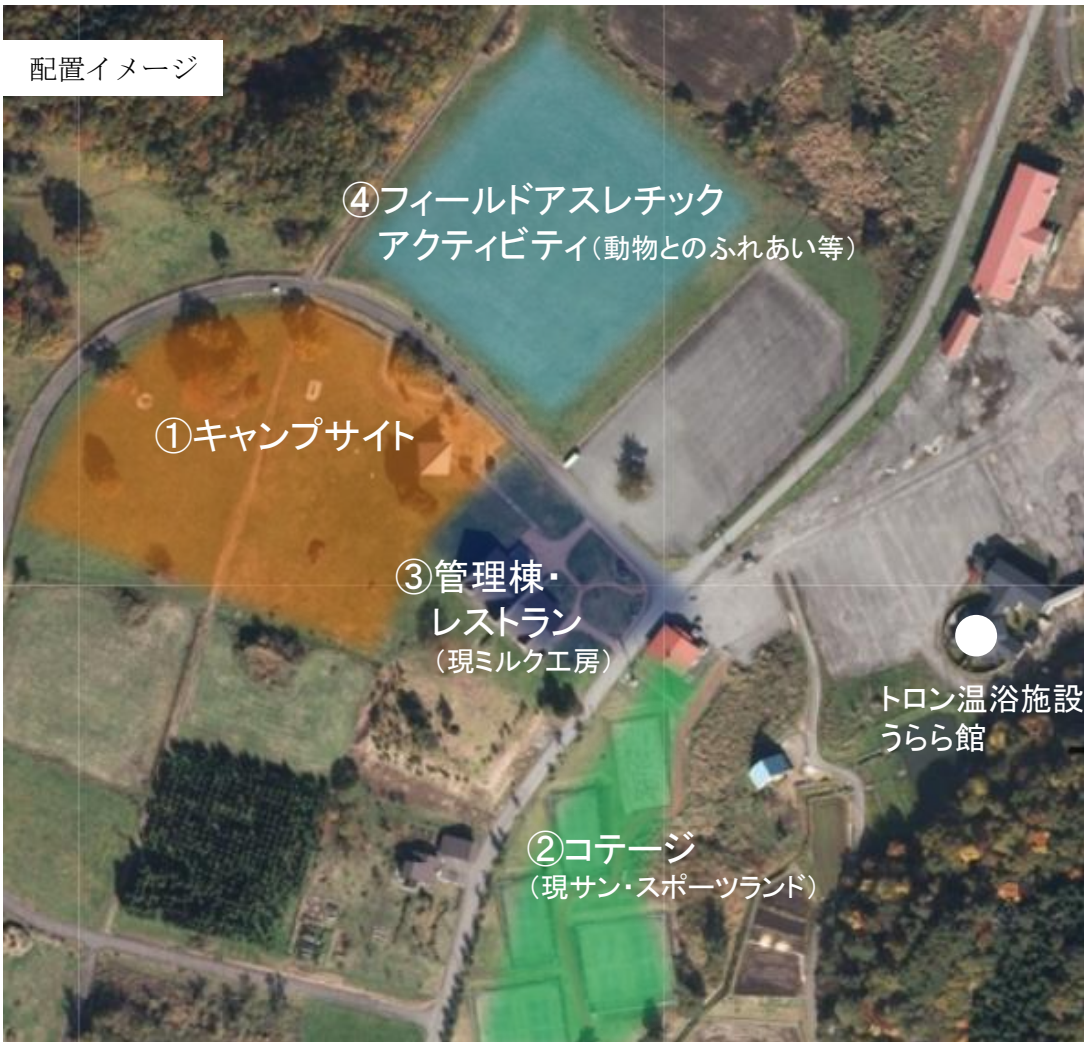 配置イメージ
④フィールドアスレチック
アクティビティ（動物とのふれあい等）
①キャンプサイト
③管理棟・
レストラン
（現ミルク工房）
トロン温浴施設
うらら館
②コテージ
（現サン・スポーツランド）